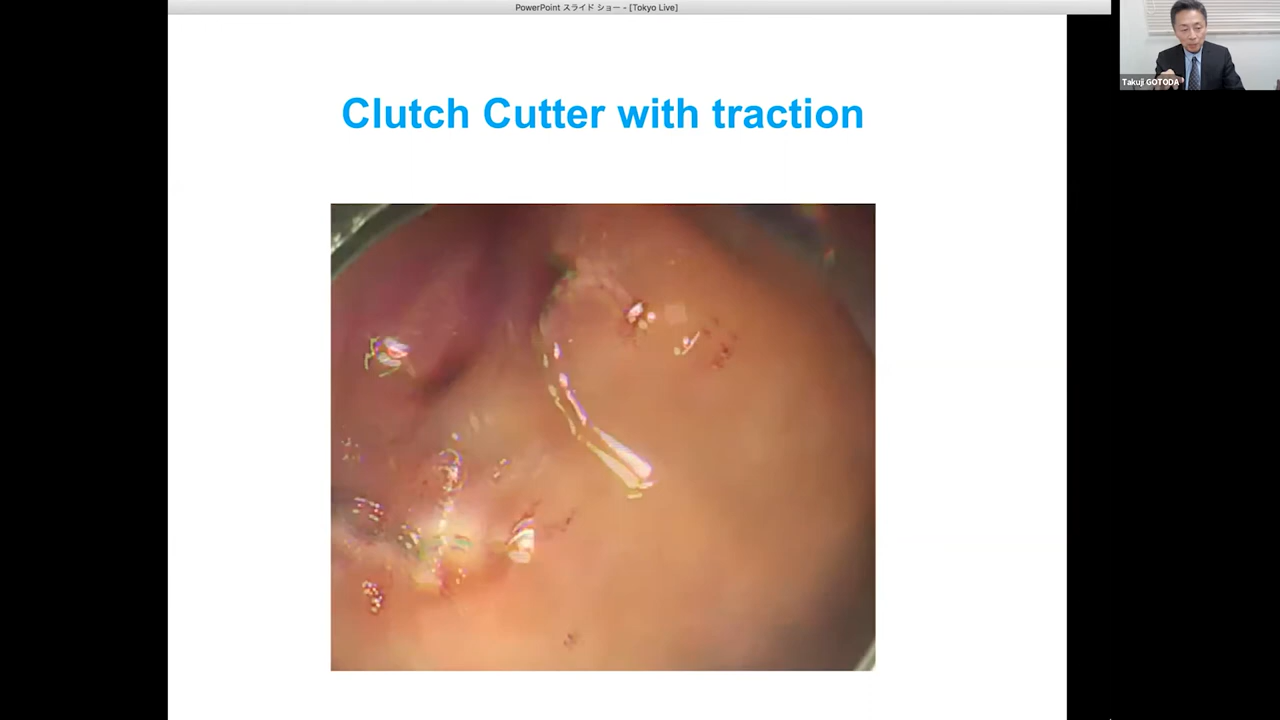 PowerPoint スライド ショー - [Tokyo Live]
Takuji GOTODA
Clutch Cutter with traction